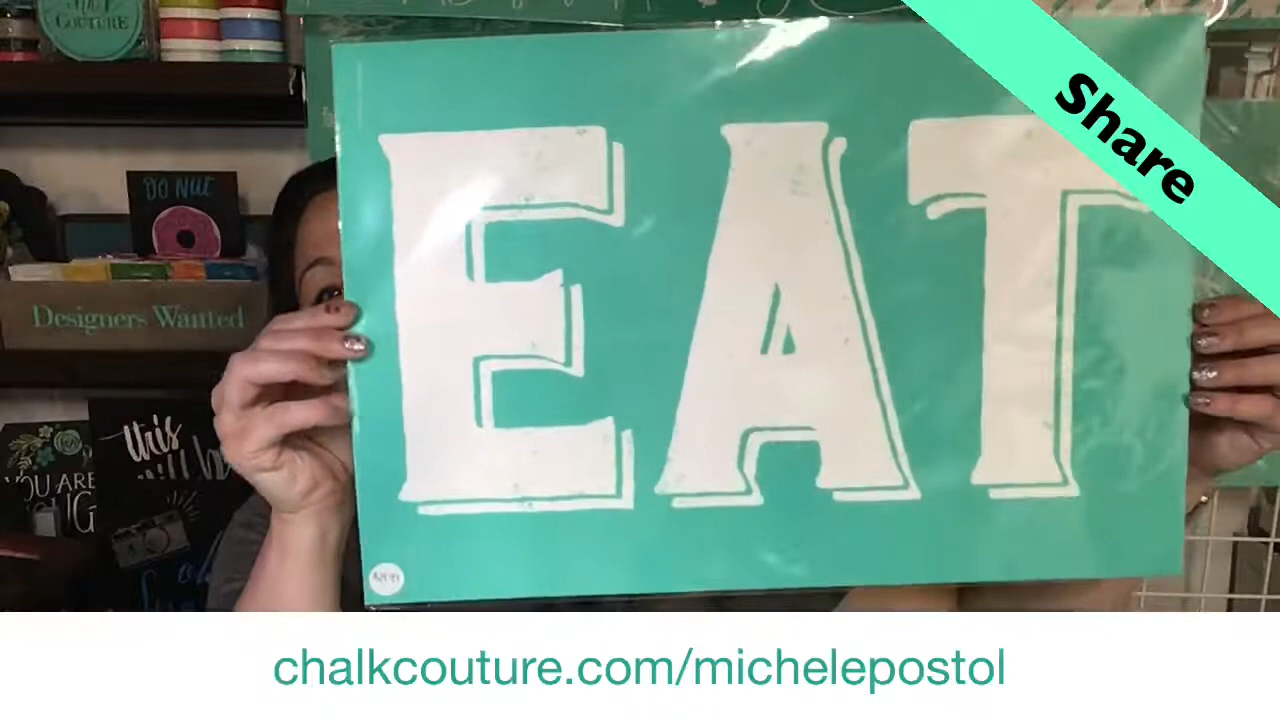 COUTURE
Share
EAT
DO NUT
Designers Wanted
this
YOU ARE
chalkcouture.com/michelepostol